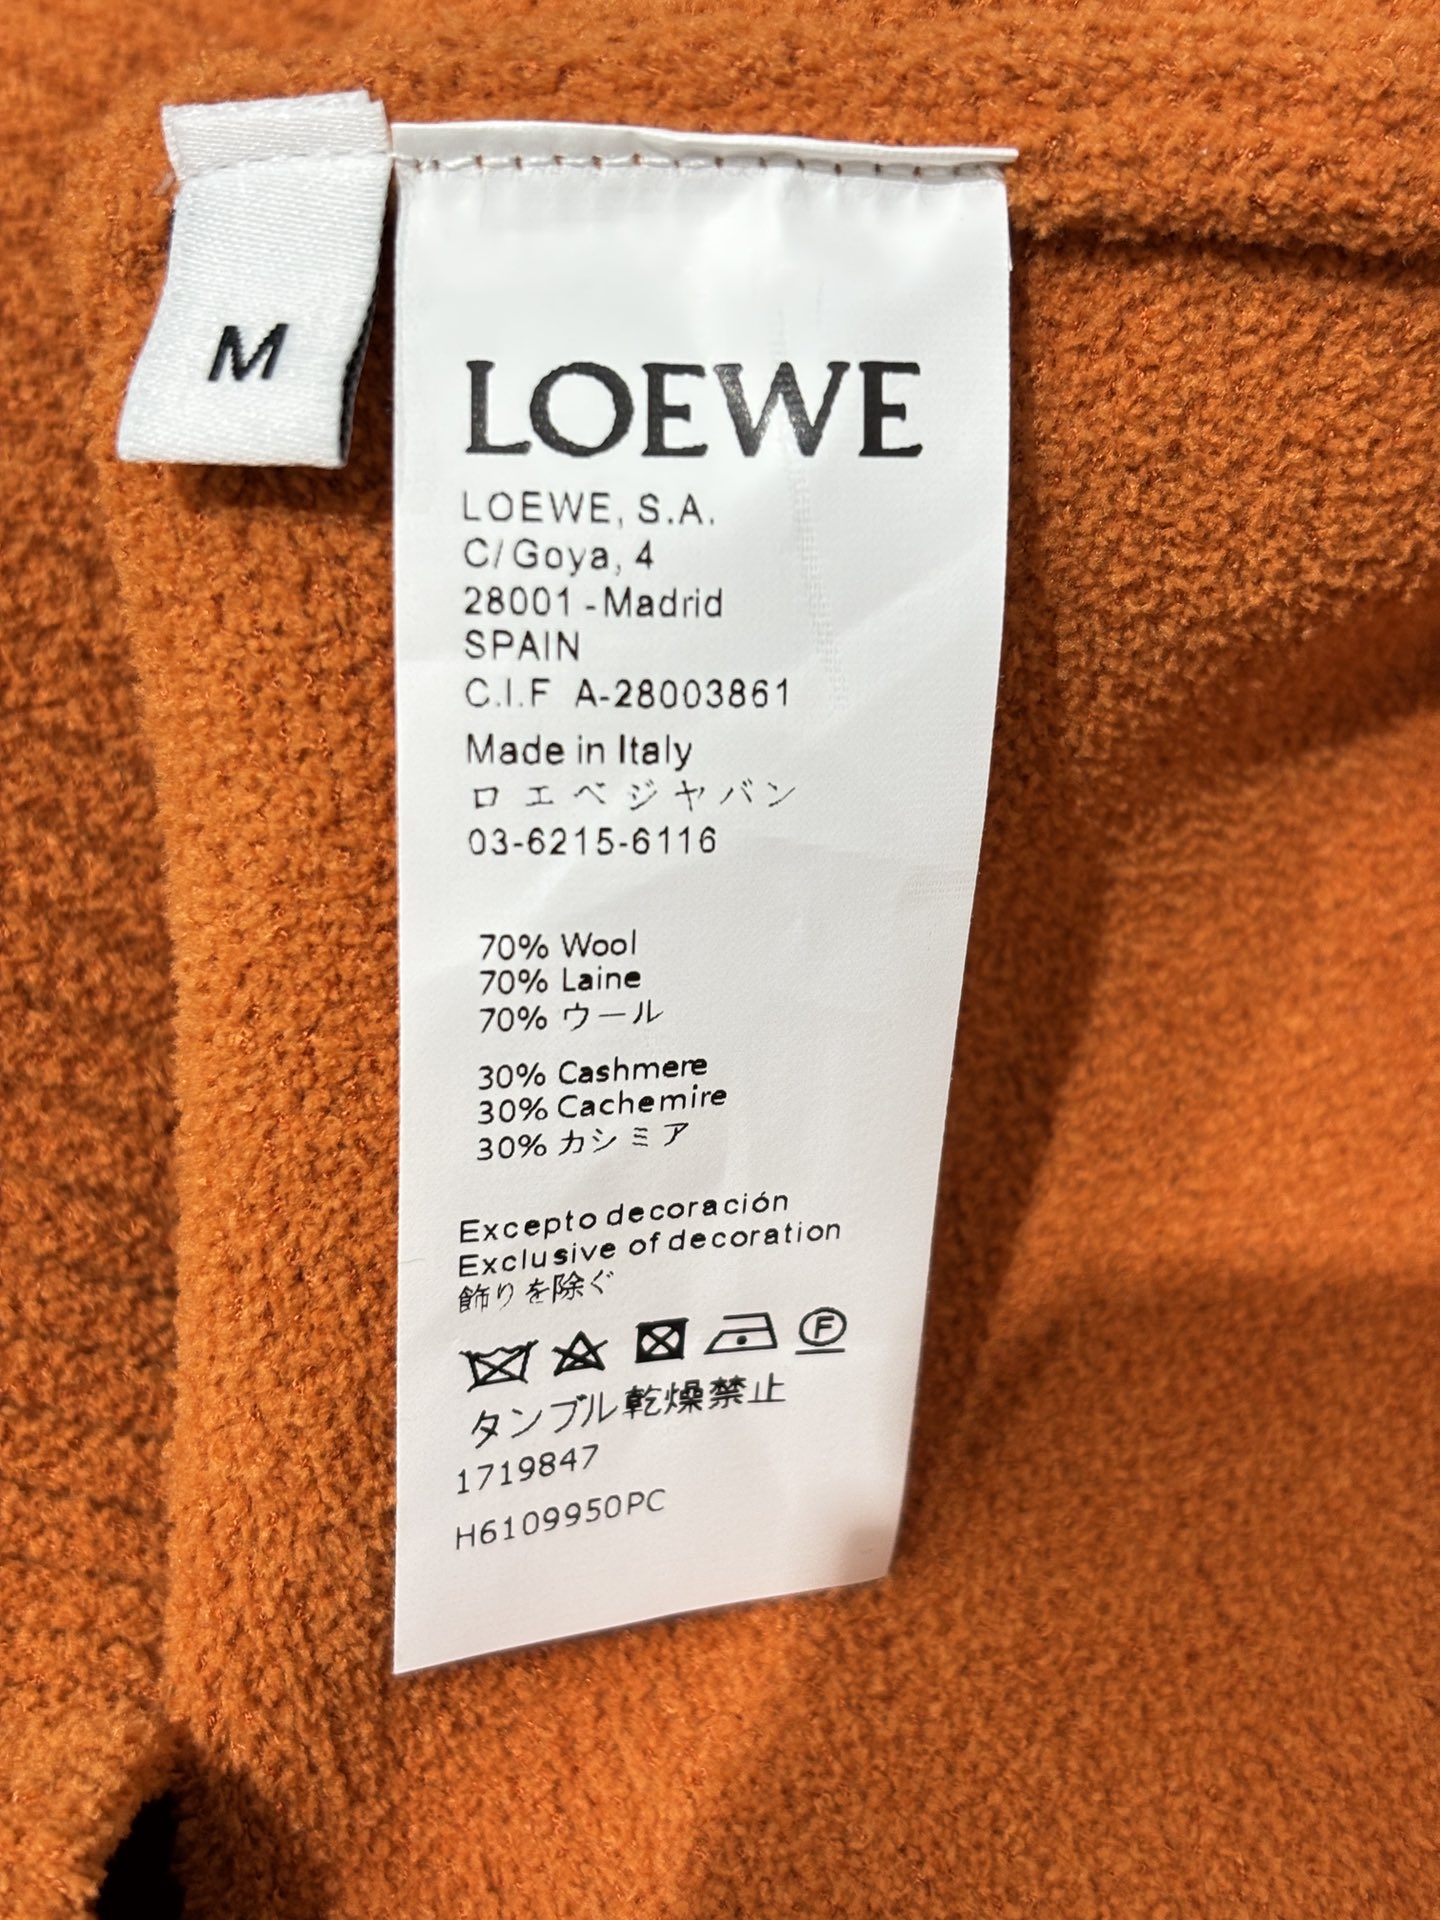 M
LOEWE
LOEWE, S.A.
C/Goya, 4
28001 -Madrid
SPAIN
C.I.F A-28003861
Made in Italy
ロエベジャバン
03-6215-6116
70% Wool
70% Laine
70% ウール
30% Cashmere
30% Cachemire
30% カシミア
Excepto decoración
Exclusive of decoration
飾りを除ぐ
F
タンブル乾燥禁止
1719847
H6109950PC